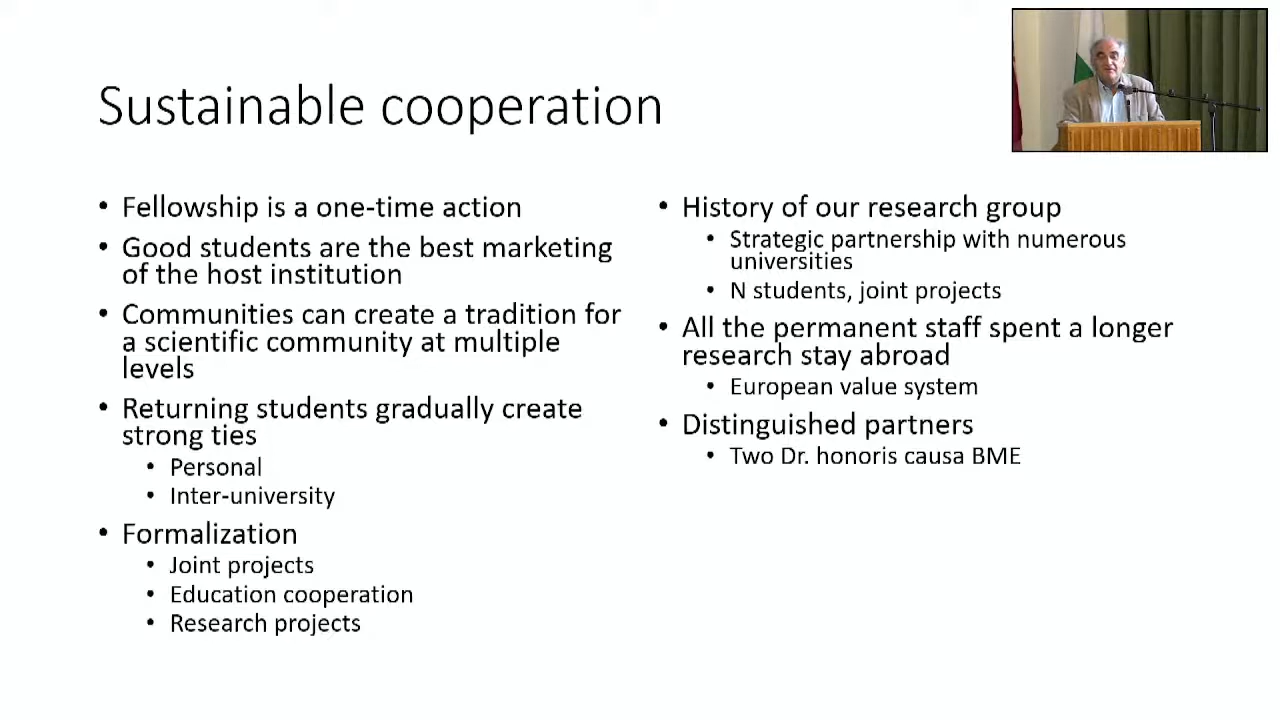 Sustainable cooperation
• Fellowship is a one-time action
• Good students are the best marketing
of the host institution
• Communities can create a tradition for
a scientific community at multiple
levels
• Returning students gradually create
strong ties
• Personal
• Inter-university
• Formalization
• Joint projects
• Education cooperation
• Research projects
• History of our research group
• Strategic partnership with numerous
universities
• N students, joint projects
• All the permanent staff spent a longer
research stay abroad
• European value system
• Distinguished partners
• Two Dr. honoris causa BME